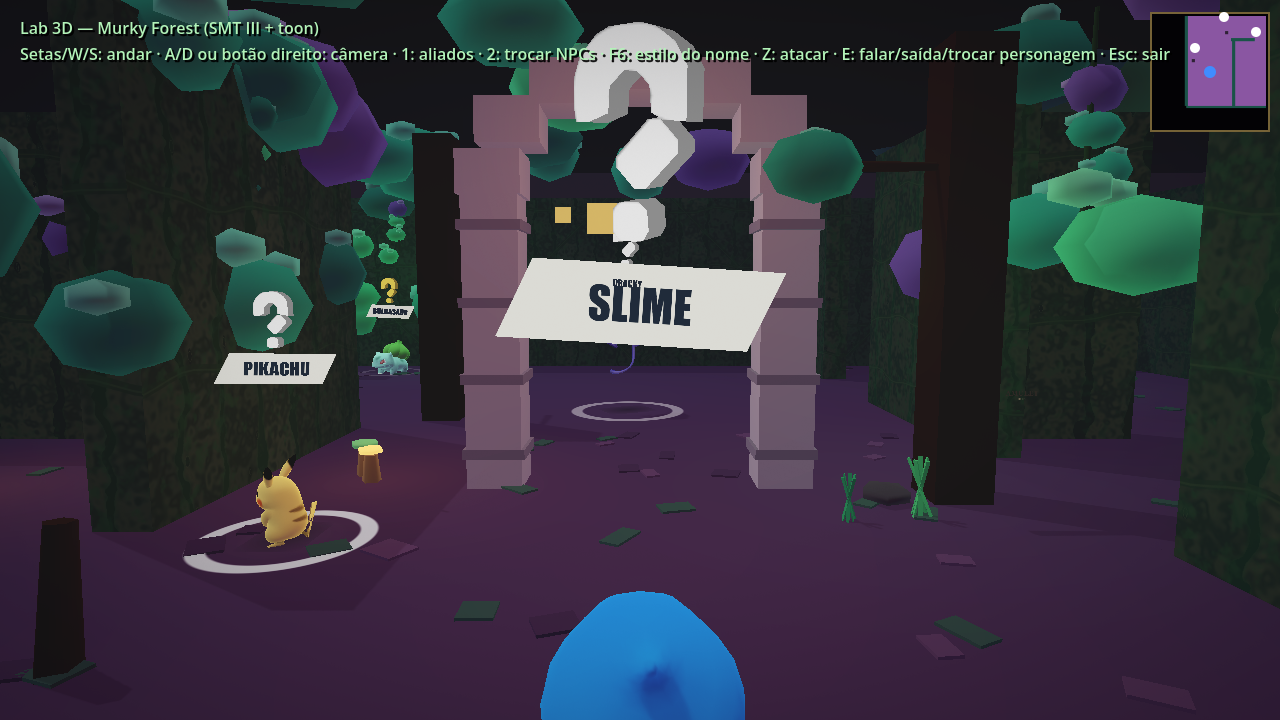 Lab 3D — Murky Forest (SMT III + toon)
Setas/W/S: andar · A/D ou botão direito: câmera · 1: aliados · 2: trocar NPCs · F6: estilo do nome · Z: atacar · E: falar/saída/trocar personagem · Esc: sair
?
SLIME
?
BULBASAUR
?
PIKACHU